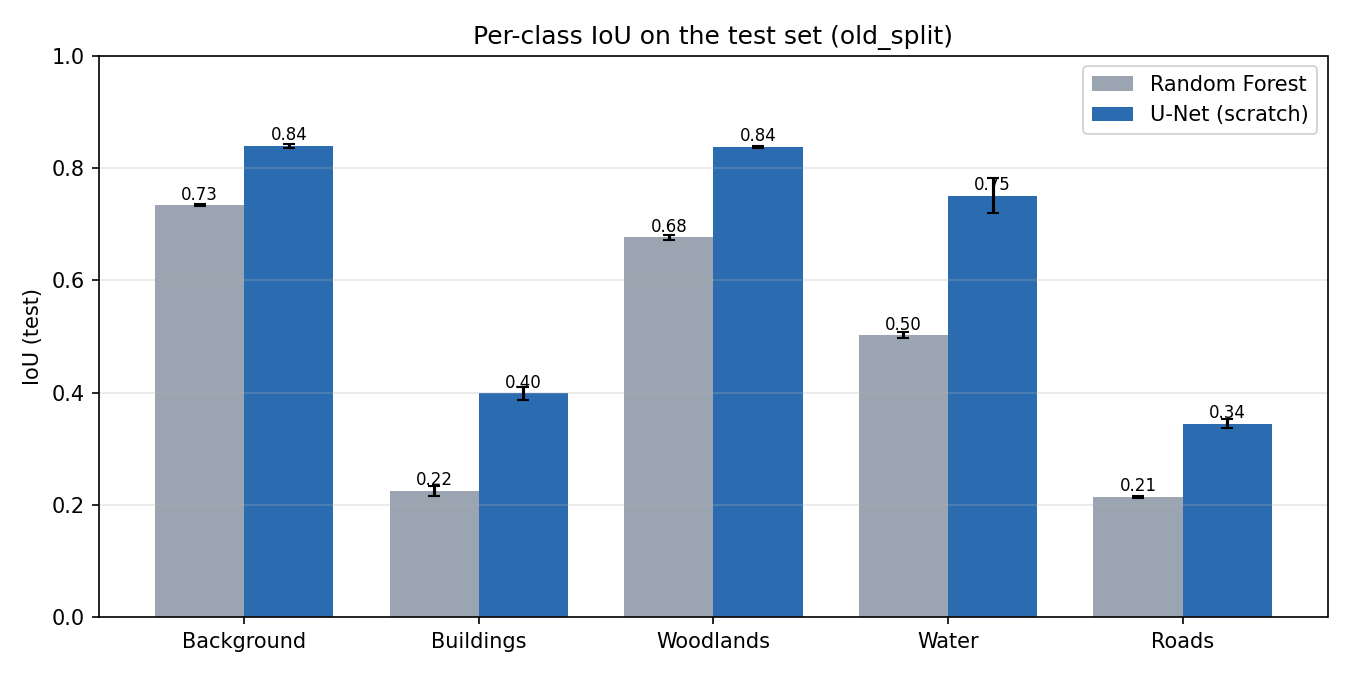 Per-class IoU on the test set (old_split)
Random Forest
U-Net (scratch)
IoU (test)
1.0
0.8
0.6
0.4
0.2
0.0
0.73
0.84
0.22
0.40
0.68
0.84
0.50
0.75
0.21
0.34
Background
Buildings
Woodlands
Water
Roads